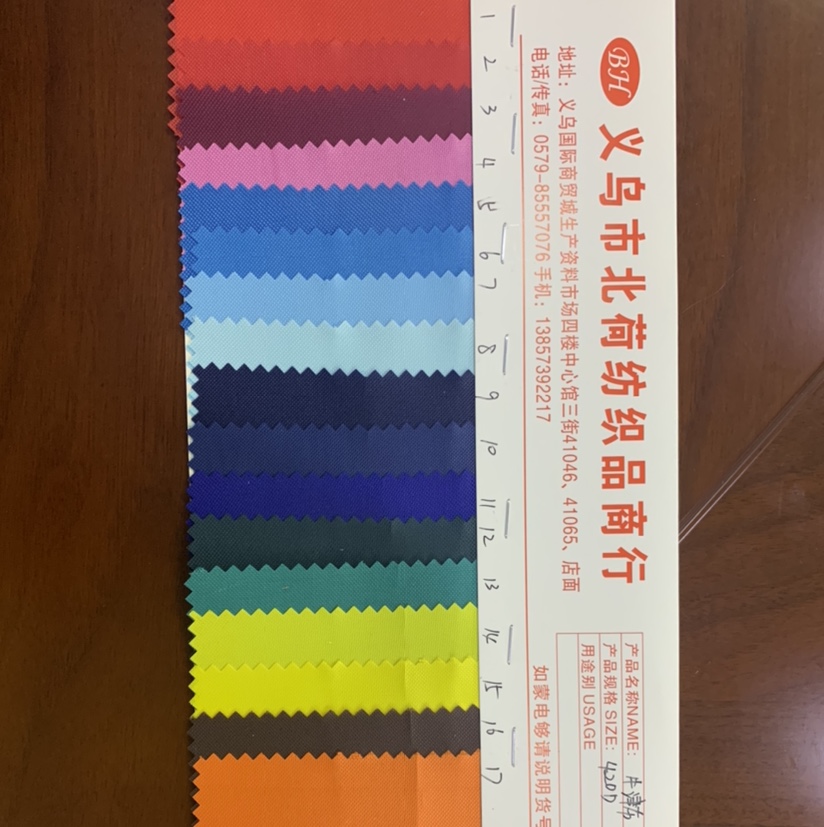 BH
义乌市北荷纺织品商行
地址：义乌国际商贸城生产资料市场四楼中心馆三街41046、41065、店面
电话/传真：0579-85557076 手机：13857392217
产品名称NAME: 牛津布
产品规格SIZE: 420D
用途别 USAGE
如蒙电够请说明货号
1
2
3
4
5
6
7
8
9
10
11
12
13
14
15
16
17